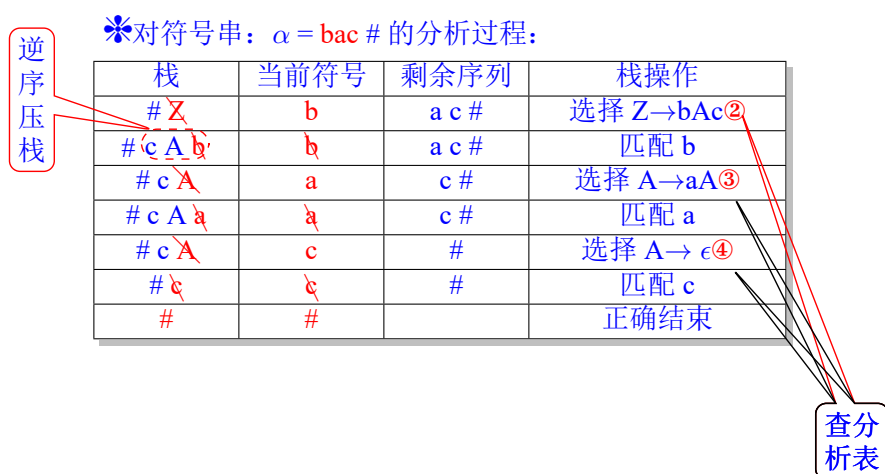 ❋对符号串：α = bac # 的分析过程：
逆序压栈
栈 当前符号 剩余序列 栈操作
# Z b a c # 选择 Z→bAc②
# c A b b a c # 匹配 b
# c A a c # 选择 A→aA③
# c A a a c # 匹配 a
# c A c # 选择 A→ ϵ④
# c c # 匹配 c
# # 正确结束
查分
析表